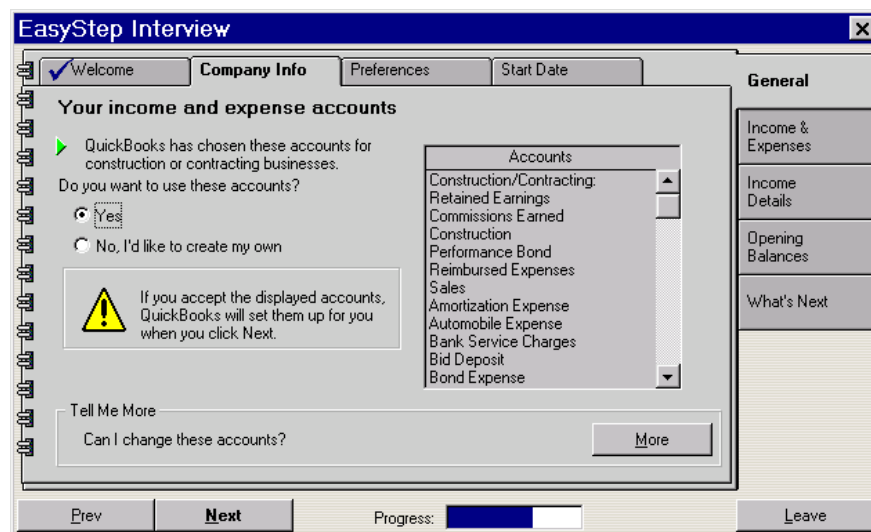 EasyStep Interview
Welcome
Company Info
Preferences
Start Date
General
Income &
Expenses
Income
Details
Opening
Balances
What's Next
Your income and expense accounts
QuickBooks has chosen these accounts for
construction or contracting businesses.
Do you want to use these accounts?
Yes
No, I'd like to create my own
If you accept the displayed accounts,
QuickBooks will set them up for you
when you click Next.
Accounts
Construction/Contracting:
Retained Earnings
Commissions Earned
Construction
Performance Bond
Reimbursed Expenses
Sales
Amortization Expense
Automobile Expense
Bank Service Charges
Bid Deposit
Bond Expense
Tell Me More
Can I change these accounts?
More
Prev
Next
Progress:
Leave